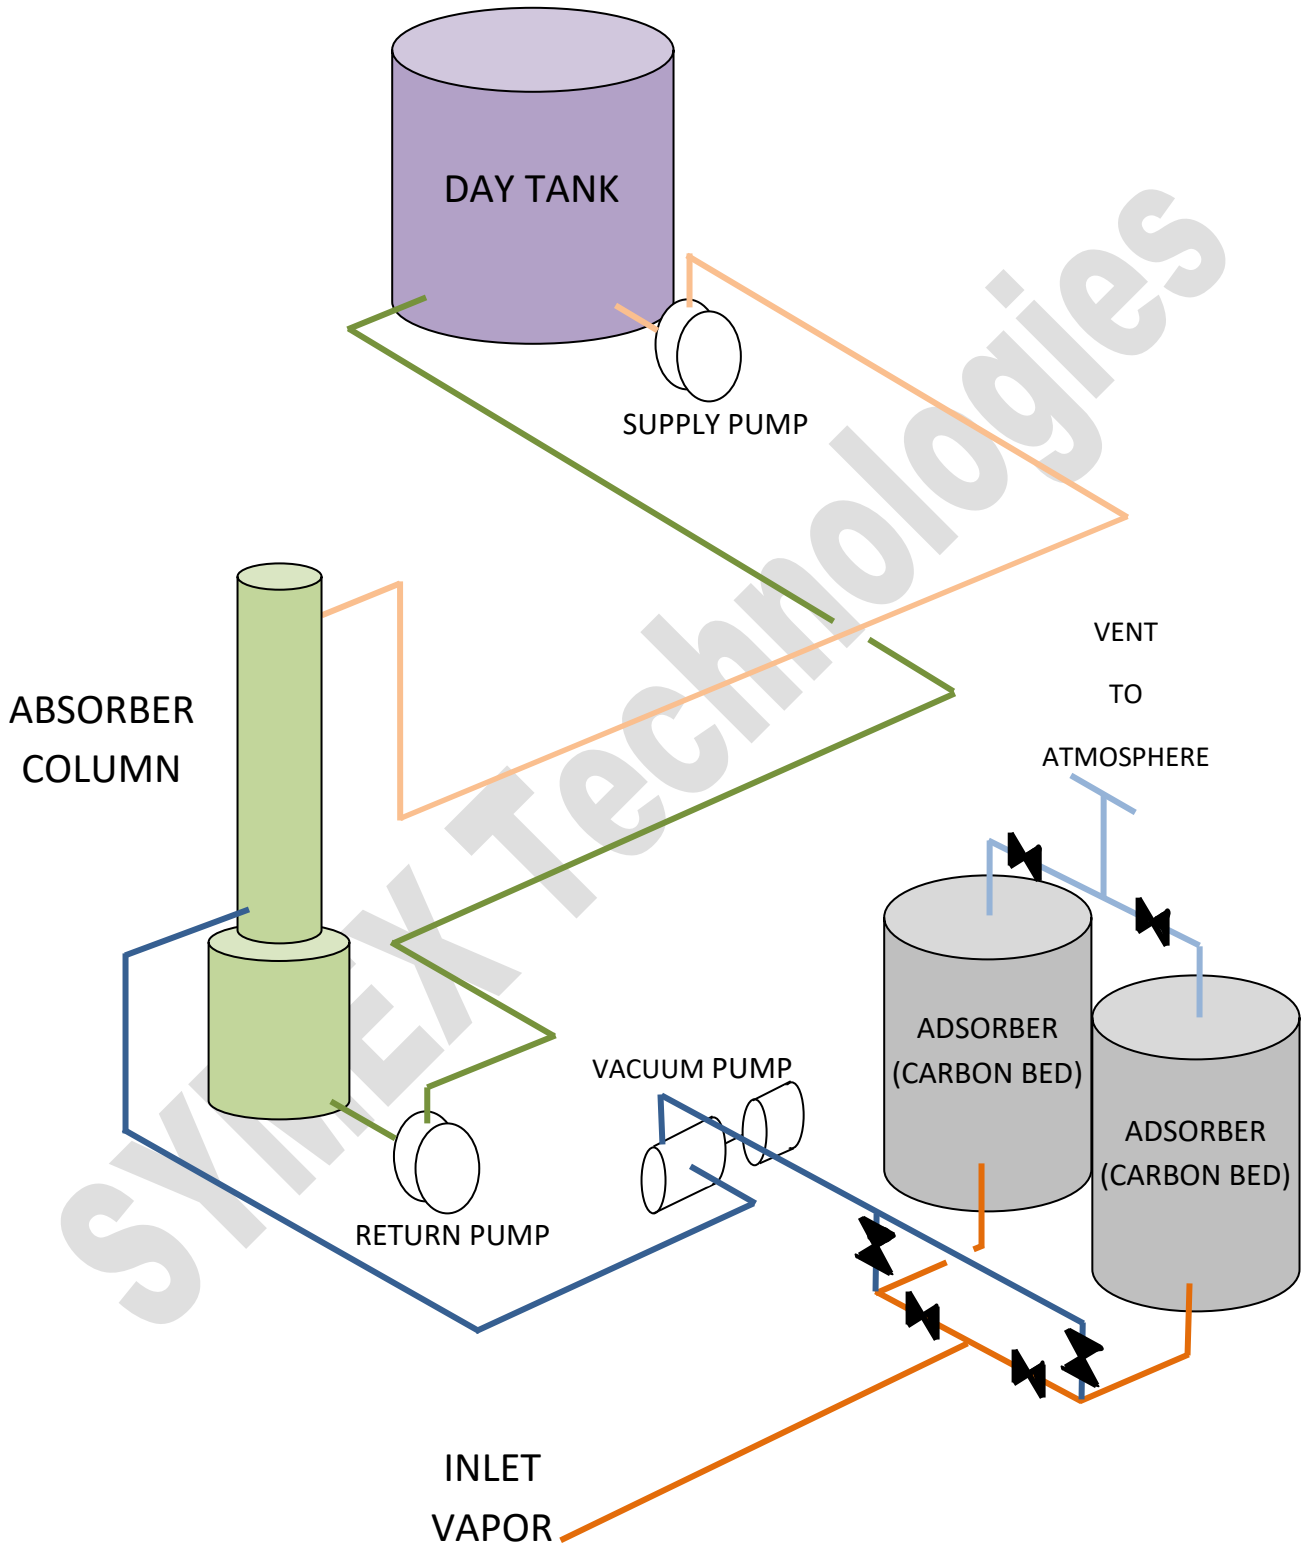 DAY TANK
SUPPLY PUMP
VENT
TO
ATMOSPHERE
ABSORBER
COLUMN
ADSORBER
(CARBON BED)
VACUUM PUMP
ADSORBER
(CARBON BED)
RETURN PUMP
INLET
VAPOR
SYMEX Technologies